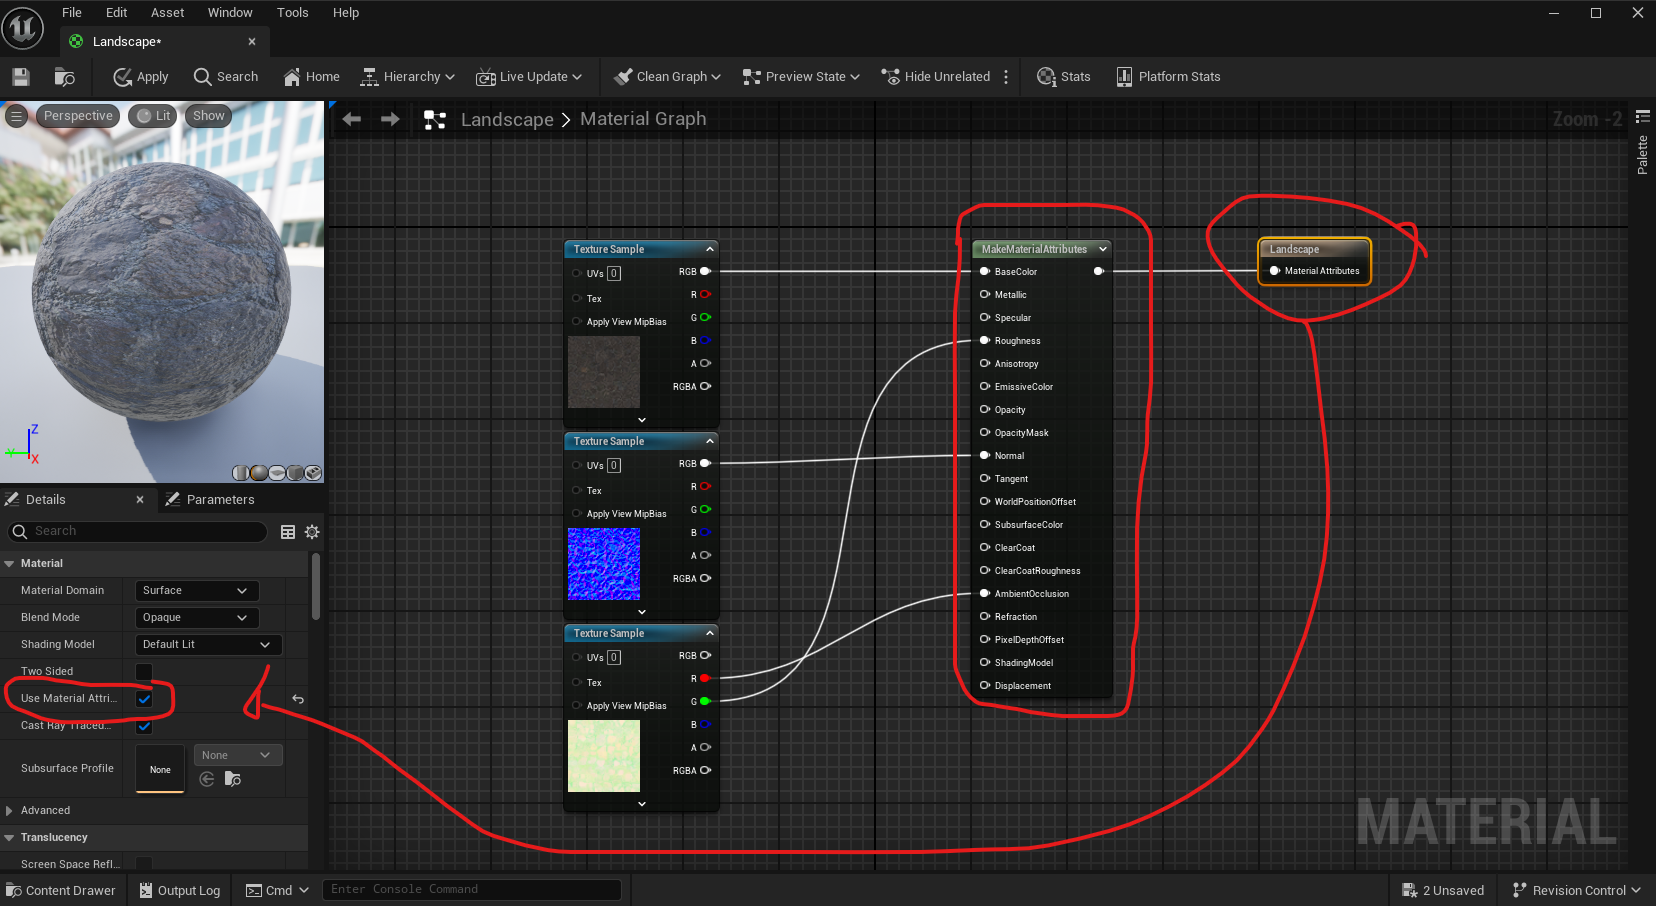 File Edit Asset Window Tools Help
Landscape*
Apply Search Home Hierarchy Live Update Clean Graph Preview State Hide Unrelated Stats Platform Stats
Perspective Lit Show
Landscape > Material Graph
Zoom -2
Palette
Z
Y
X
Texture Sample
UVs 0 RGB
R
Tex
G
Apply View MipBias
B
A
RGBA
Texture Sample
UVs 0 RGB
R
Tex
G
Apply View MipBias
B
A
RGBA
Texture Sample
UVs 0 RGB
R
Tex
G
Apply View MipBias
B
A
RGBA
MakeMaterialAttributes
BaseColor
Metallic
Specular
Roughness
Anisotropy
EmissiveColor
Opacity
OpacityMask
Normal
Tangent
WorldPositionOffset
SubsurfaceColor
ClearCoat
ClearCoatRoughness
AmbientOcclusion
Refraction
PixelDepthOffset
ShadingModel
Displacement
Landscape
Material Attributes
MATERIAL
Details Parameters
Search
Material
Material Domain Surface
Blend Mode Opaque
Shading Model Default Lit
Two Sided
Use Material Attri...
Cast Ray Traced...
Subsurface Profile None None
Advanced
Translucency
Screen Space Refl...
Content Drawer Output Log Cmd Enter Console Command 2 Unsaved Revision Control